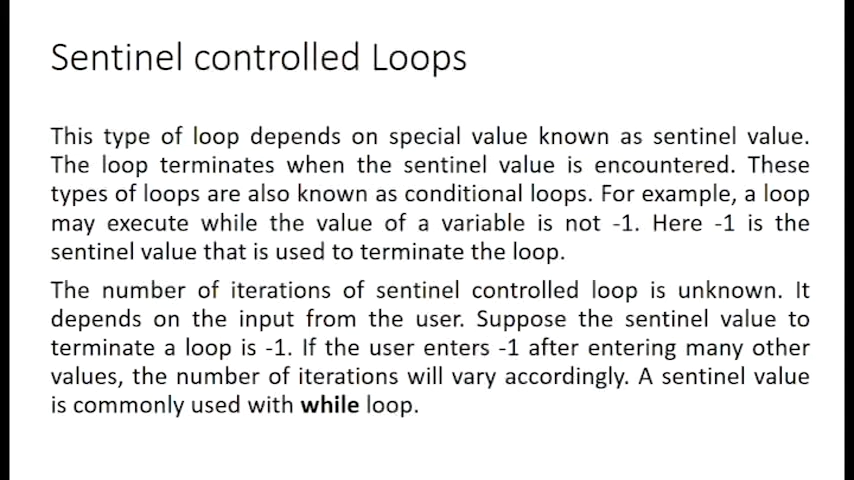 Sentinel controlled Loops
This type of loop depends on special value known as sentinel value.
The loop terminates when the sentinel value is encountered. These
types of loops are also known as conditional loops. For example, a loop
may execute while the value of a variable is not -1. Here -1 is the
sentinel value that is used to terminate the loop.
The number of iterations of sentinel controlled loop is unknown. It
depends on the input from the user. Suppose the sentinel value to
terminate a loop is -1. If the user enters -1 after entering many other
values, the number of iterations will vary accordingly. A sentinel value
is commonly used with while loop.